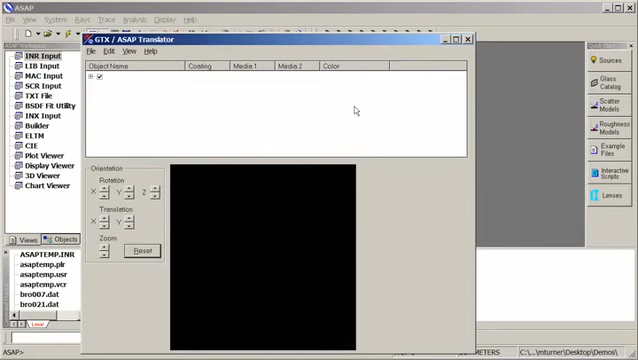 ASAP
File View System Rays Trace Analysis Display Help
GTX / ASAP Translator
File Edit View Help
Object Name Coating Media 1 Media 2 Color
INR Input
LIB Input
MAC Input
SCR Input
TXT File
BSDF Fit Utility
INX Input
Builder
ELTM
CIE
Plot Viewer
Display Viewer
3D Viewer
Chart Viewer
Views Objects
Orientation
Rotation
X Y Z
Translation
X Y
Zoom
Reset
Quick Start
Sources
Glass
Catalog
Scatter
Models
Roughness
Models
Example
Files
Interactive
Scripts
Lenses
ASAPTEMP.INR
asaptemp.plr
asaptemp.usr
asaptemp.vcr
bro007.dat
bro021.dat
Local
ASAP>
C:\...\mturner\Desktop\Demos\